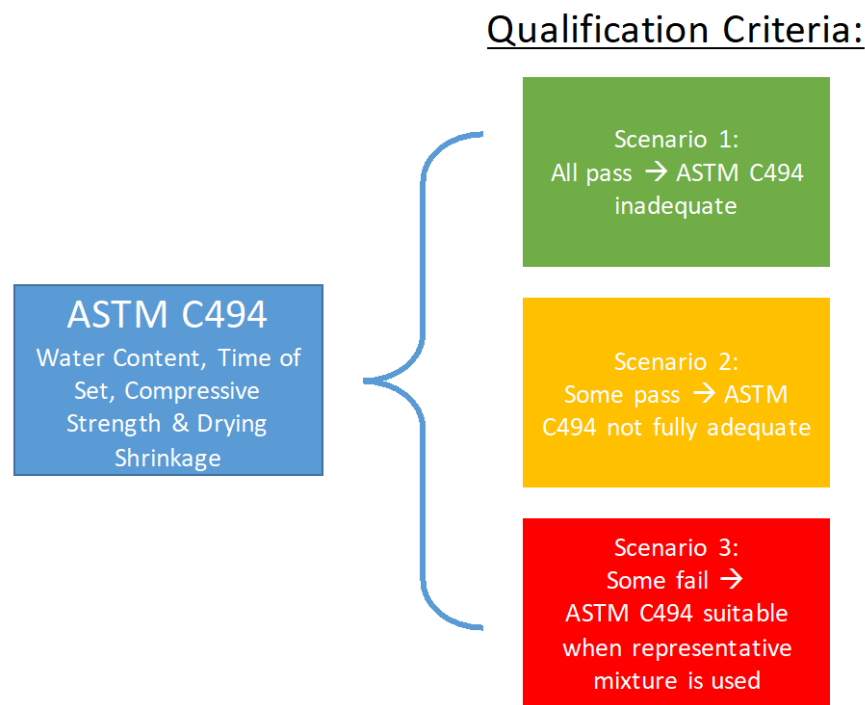 Qualification Criteria:
Scenario 1:
All pass → ASTM C494
inadequate
ASTM C494
Water Content, Time of
Set, Compressive
Strength & Drying
Shrinkage
Scenario 2:
Some pass → ASTM
C494 not fully adequate
Scenario 3:
Some fail →
ASTM C494 suitable
when representative
mixture is used